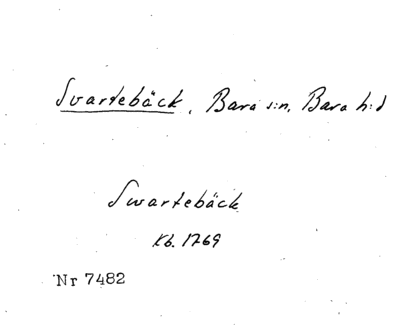 Svartebäck, Bara s:n, Bara h:d
Swartebäck
Kb. 1769
Nr 7482